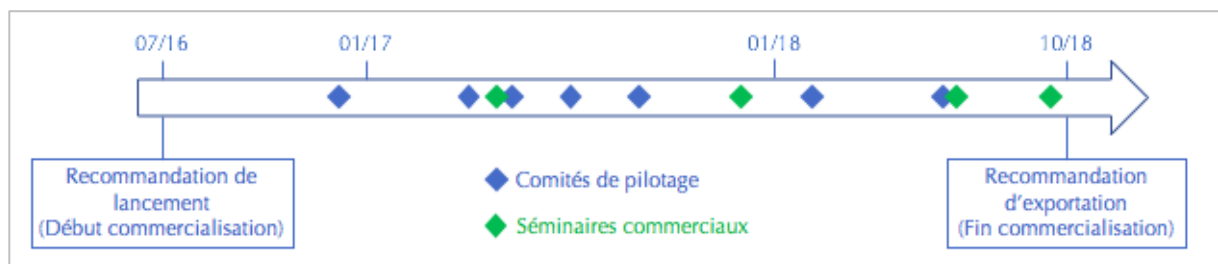 07/16
01/17
01/18
10/18
Recommandation de
lancement
(Début commercialisation)
Comités de pilotage
Séminaires commerciaux
Recommandation
d'exportation
(Fin commercialisation)